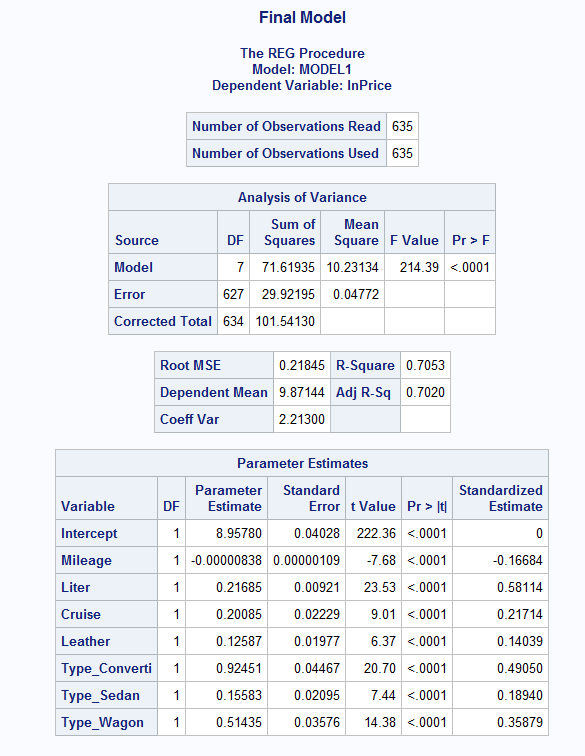 Final Model
The REG Procedure
Model: MODEL1
Dependent Variable: lnPrice
Number of Observations Read 635
Number of Observations Used 635
Analysis of Variance
Source DF Sum of Squares Mean Square F Value Pr > F
Model 7 71.61935 10.23134 214.39 <.0001
Error 627 29.92195 0.04772
Corrected Total 634 101.54130
Root MSE 0.21845 R-Square 0.7053
Dependent Mean 9.87144 Adj R-Sq 0.7020
Coeff Var 2.21300
Parameter Estimates
Variable DF Parameter Estimate Standard Error t Value Pr > |t| Standardized Estimate
Intercept 1 8.95780 0.04028 222.36 <.0001 0
Mileage 1 -0.00000838 0.00000109 -7.68 <.0001 -0.16684
Liter 1 0.21685 0.00921 23.53 <.0001 0.58114
Cruise 1 0.20085 0.02229 9.01 <.0001 0.21714
Leather 1 0.12587 0.01977 6.37 <.0001 0.14039
Type_Converti 1 0.92451 0.04467 20.70 <.0001 0.49050
Type_Sedan 1 0.15583 0.02095 7.44 <.0001 0.18940
Type_Wagon 1 0.51435 0.03576 14.38 <.0001 0.35879